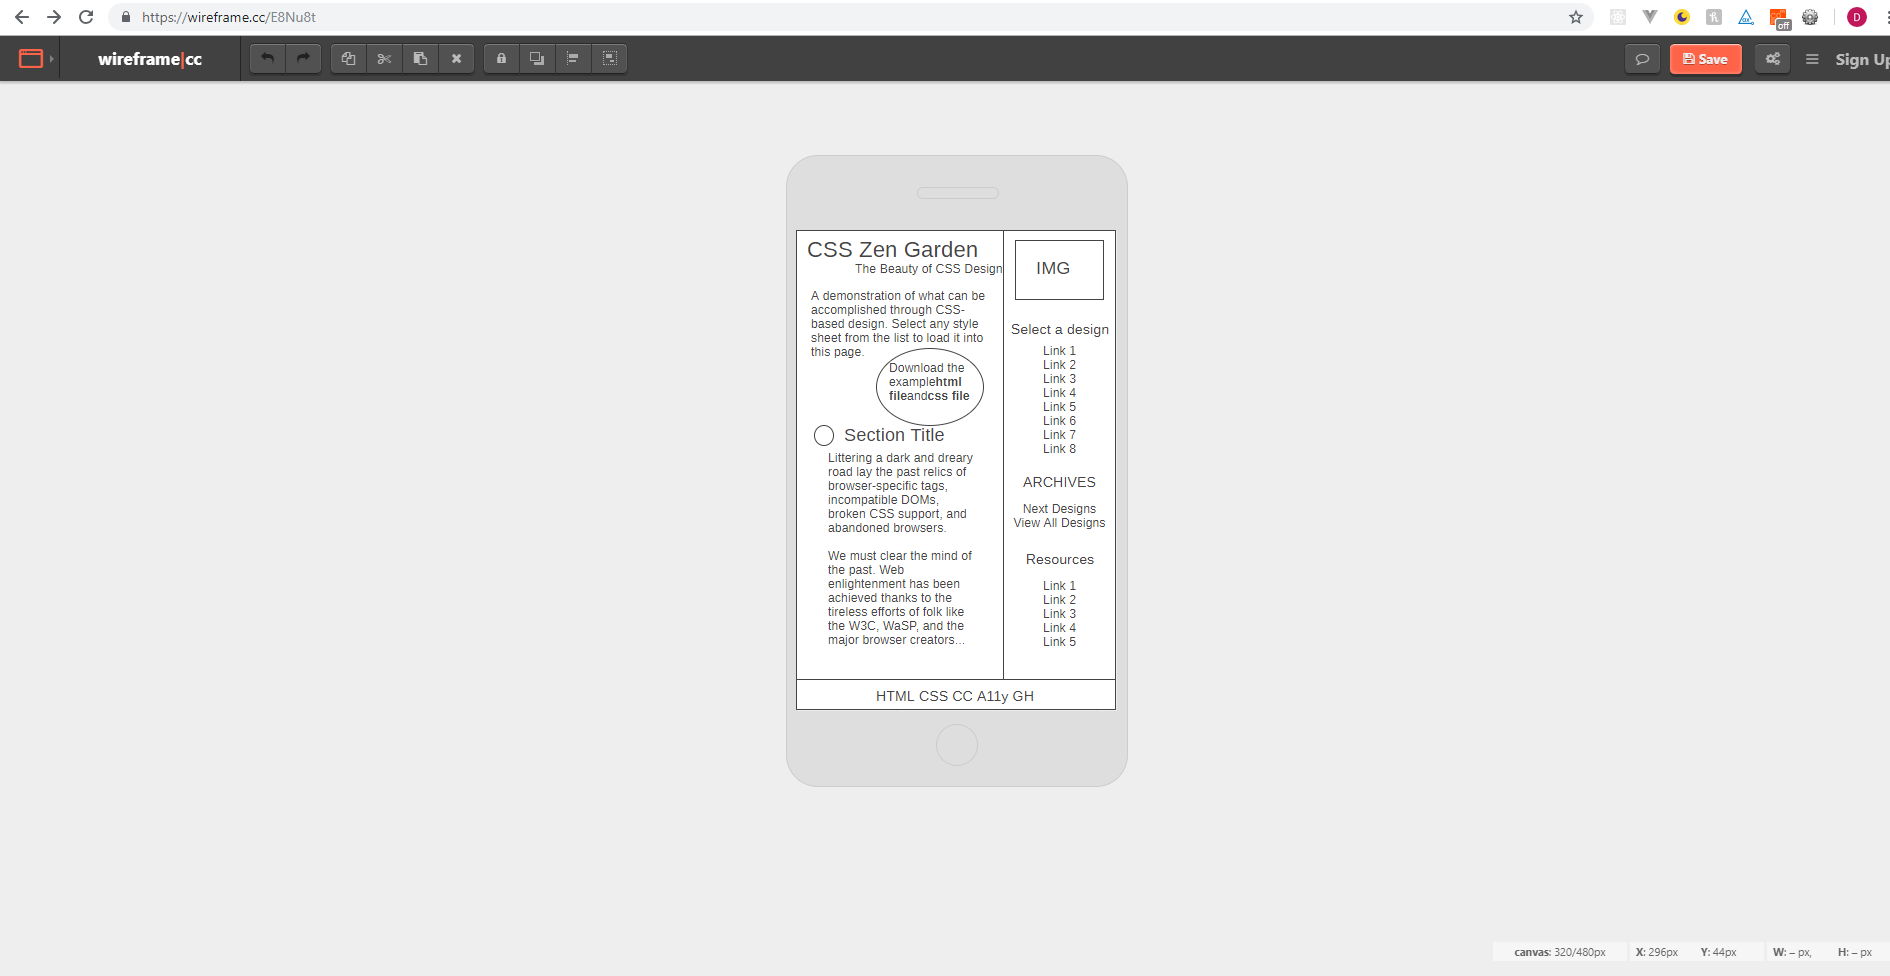 https://wireframe.cc/E8Nu8t
off
D
wireframe|cc
Save
Sign Up
CSS Zen Garden
The Beauty of CSS Design
A demonstration of what can be
accomplished through CSS-
based design. Select any style
sheet from the list to load it into
this page.
Download the
examplehtml
fileandcss file
Section Title
Littering a dark and dreary
road lay the past relics of
browser-specific tags,
incompatible DOMs,
broken CSS support, and
abandoned browsers.
We must clear the mind of
the past. Web
enlightenment has been
achieved thanks to the
tireless efforts of folk like
the W3C, WaSP, and the
major browser creators...
IMG
Select a design
Link 1
Link 2
Link 3
Link 4
Link 5
Link 6
Link 7
Link 8
ARCHIVES
Next Designs
View All Designs
Resources
Link 1
Link 2
Link 3
Link 4
Link 5
HTML CSS CC A11y GH
canvas: 320/480px X: 296px Y: 44px W: – px, H: – px